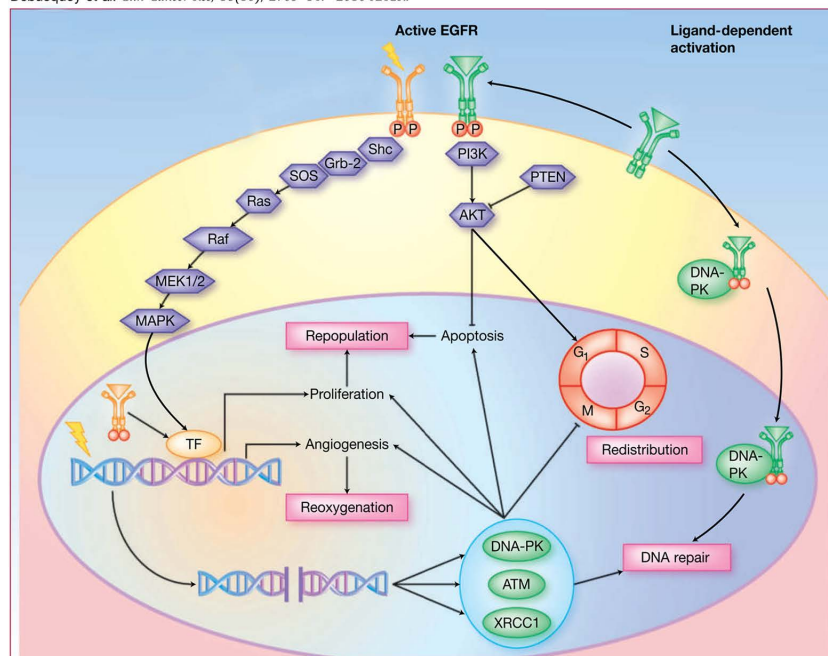 Active EGFR
Ligand-dependent
activation
P P
P P
Shc
Grb-2
SOS
Ras
Raf
MEK1/2
MAPK
PI3K
PTEN
AKT
DNA-
PK
Repopulation
Apoptosis
G1
S
M
G2
Proliferation
TF
Angiogenesis
Redistribution
DNA-
PK
Reoxygenation
DNA-PK
ATM
XRCC1
DNA repair